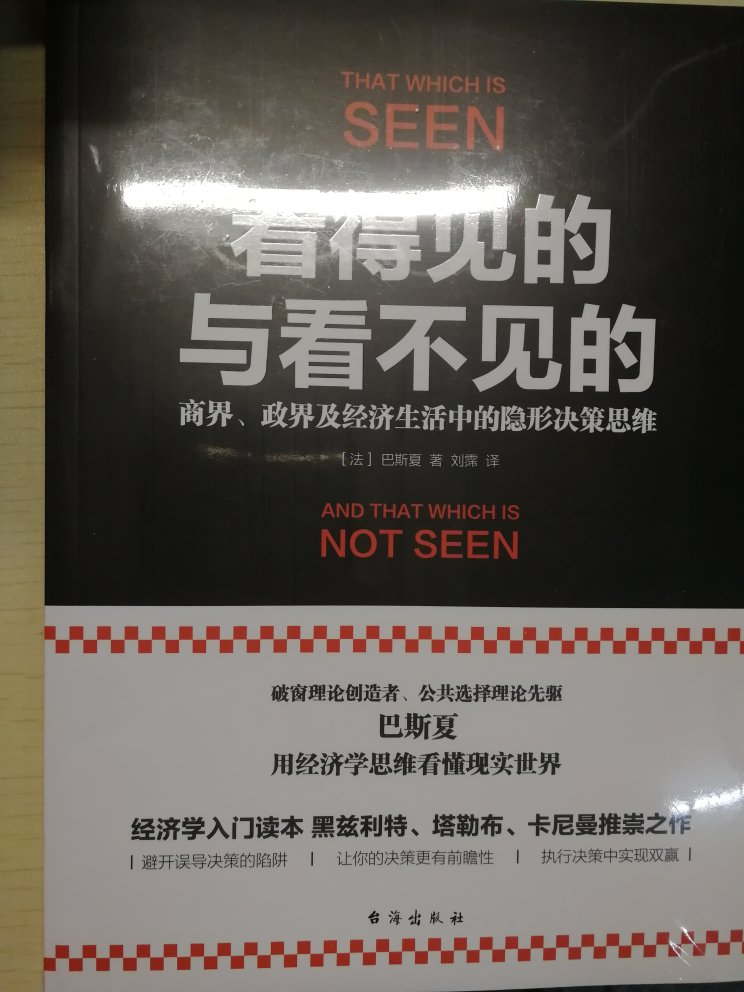 THAT WHICH IS
SEEN
看得见的
与看不见的
商界、政界及经济生活中的隐形决策思维
[法] 巴斯夏 著 刘霈 译
AND THAT WHICH IS
NOT SEEN
破窗理论创造者、公共选择理论先驱
巴斯夏
用经济学思维看懂现实世界
经济学入门读本 黑兹利特、塔勒布、卡尼曼推崇之作
| 避开误导决策的陷阱 | 让你的决策更有前瞻性 | 执行决策中实现双赢 |
台海出版社